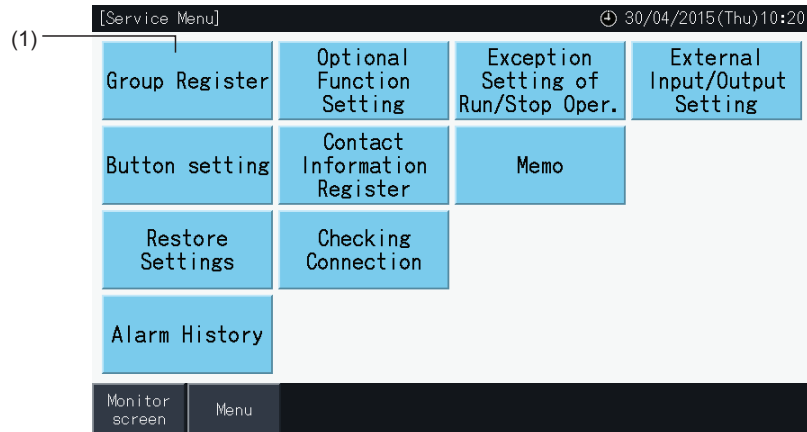 [Service Menu]
30/04/2015(Thu)10:20
(1)
Group Register
Optional
Function
Setting
Exception
Setting of
Run/Stop Oper.
External
Input/Output
Setting
Button setting
Contact
Information
Register
Memo
Restore
Settings
Checking
Connection
Alarm History
Monitor
screen
Menu